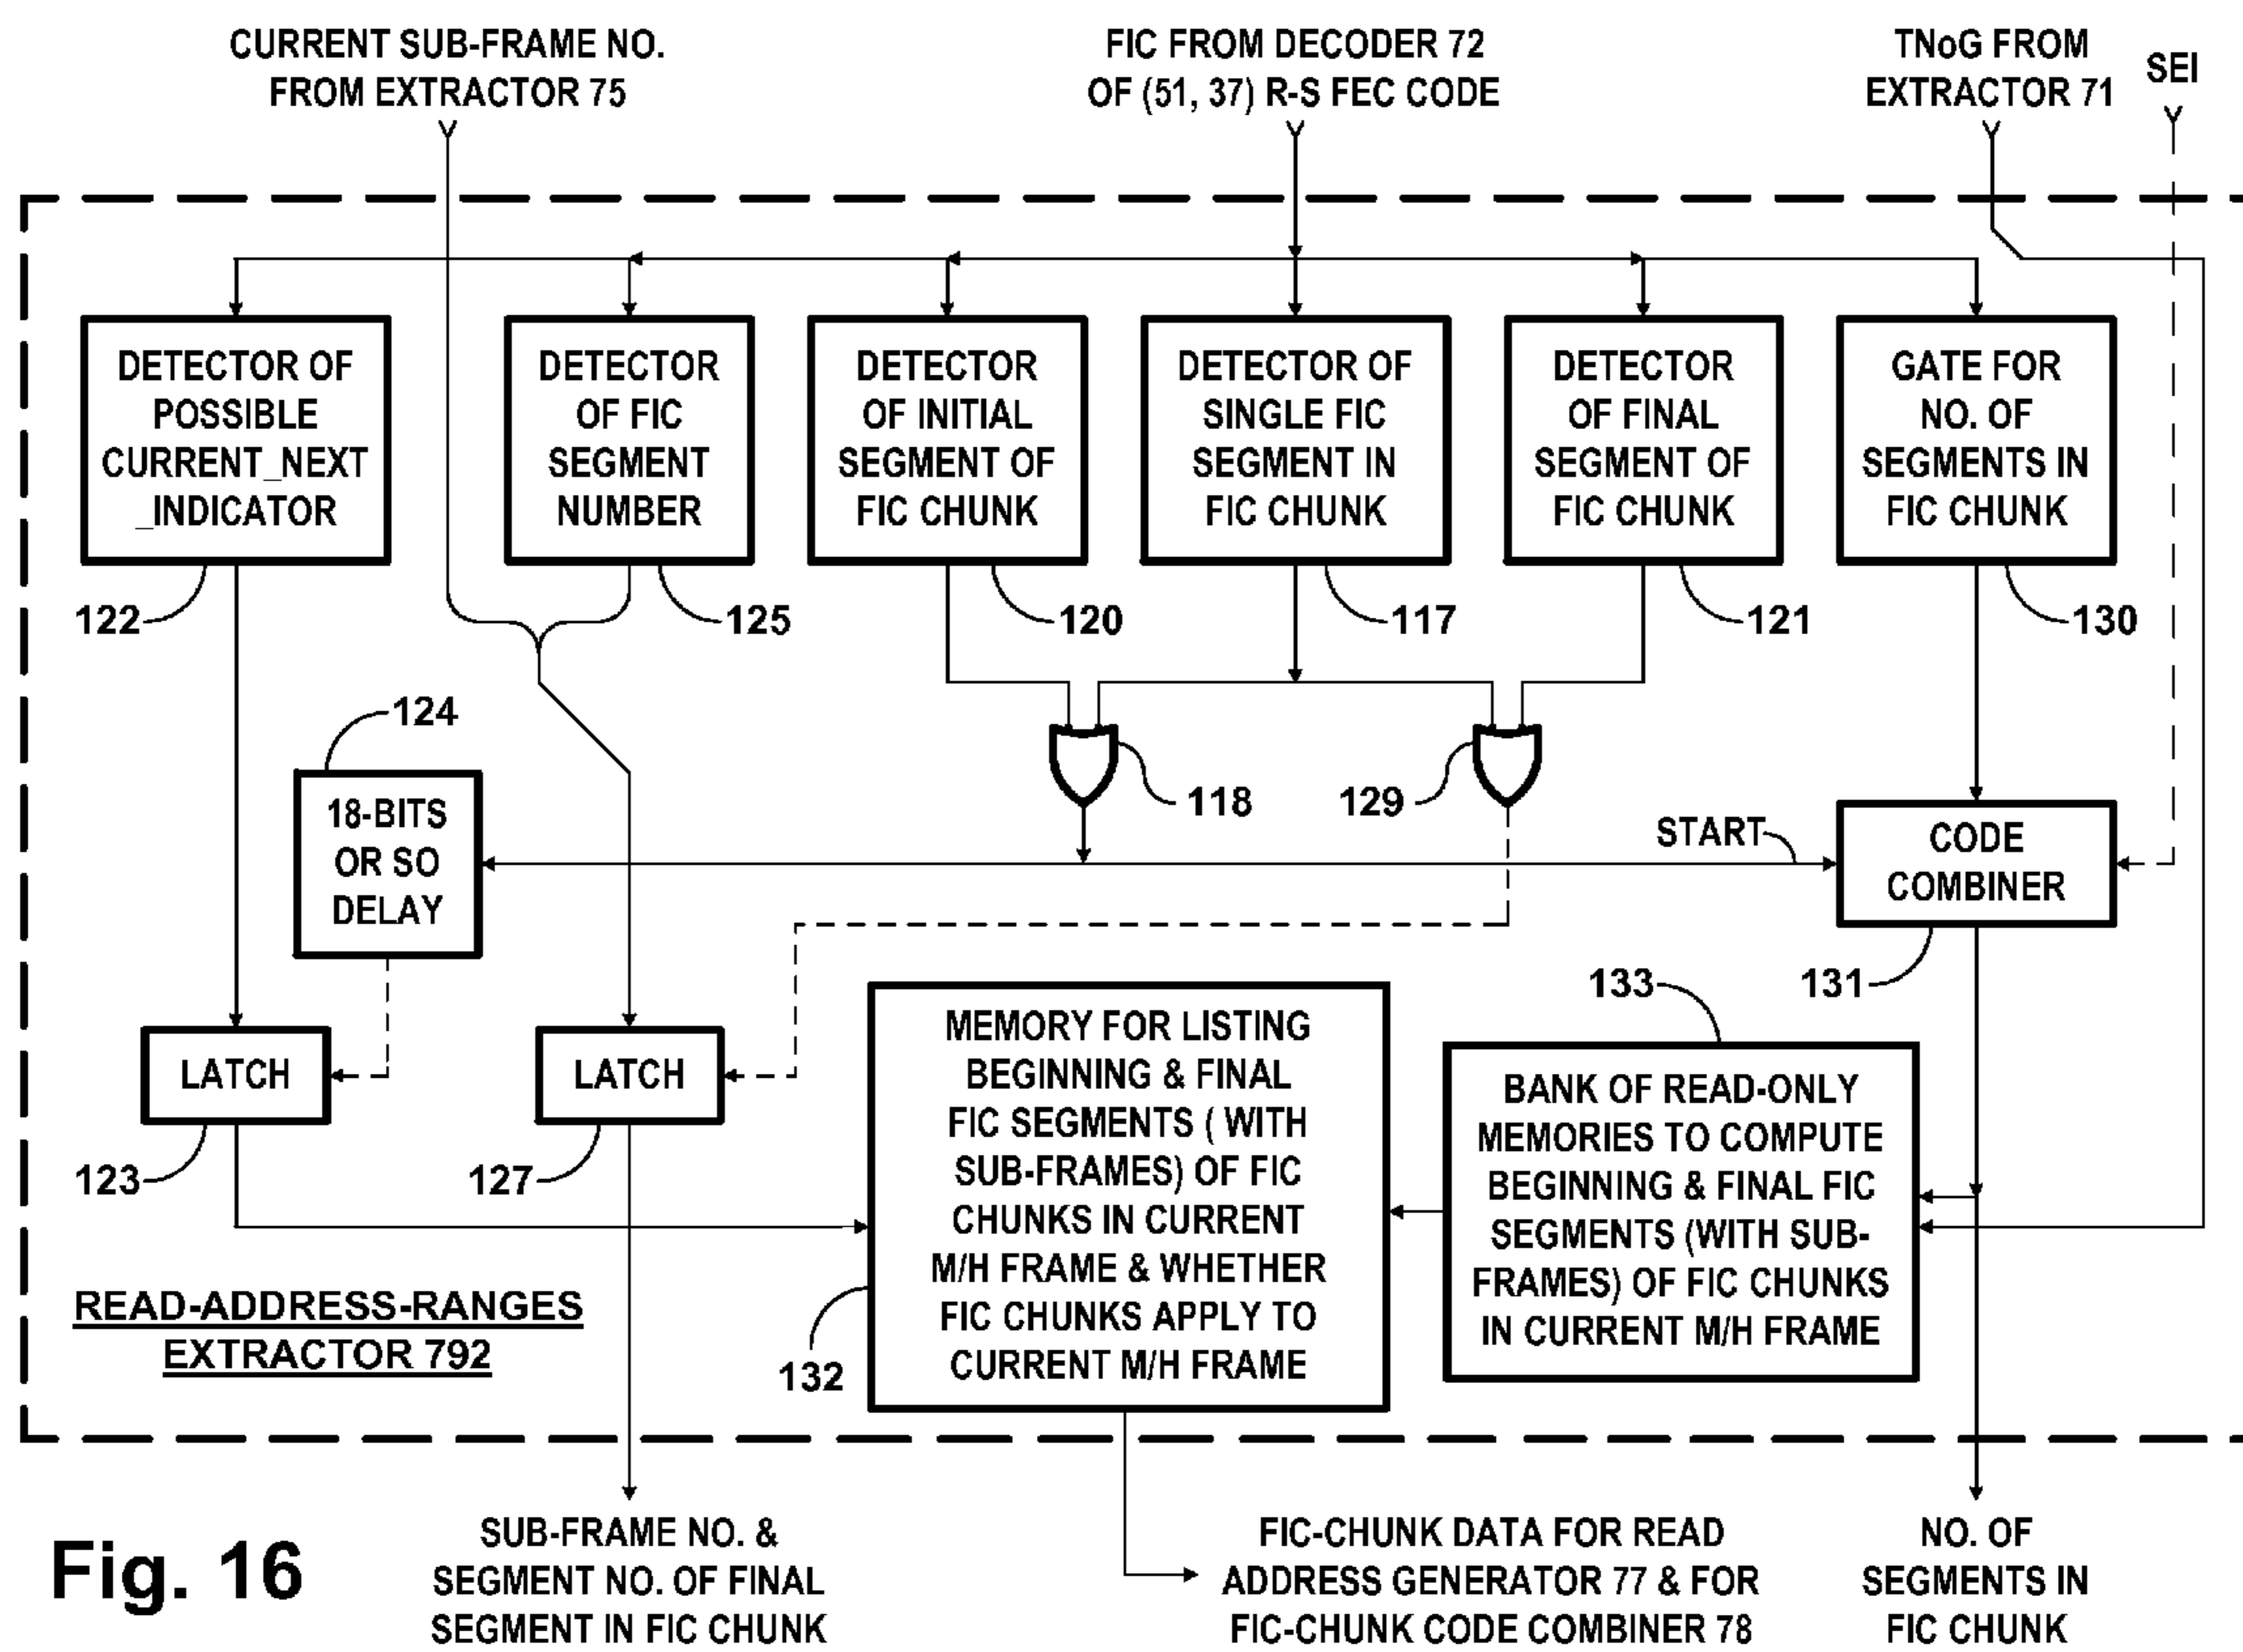 CURRENT SUB-FRAME NO.
FROM EXTRACTOR 75
FIC FROM DECODER 72
OF (51, 37) R-S FEC CODE
TNoG FROM
EXTRACTOR 71
SEI
DETECTOR OF
POSSIBLE
CURRENT_NEXT
_INDICATOR
DETECTOR
OF FIC
SEGMENT
NUMBER
DETECTOR
OF INITIAL
SEGMENT OF
FIC CHUNK
DETECTOR OF
SINGLE FIC
SEGMENT IN
FIC CHUNK
DETECTOR
OF FINAL
SEGMENT OF
FIC CHUNK
GATE FOR
NO. OF
SEGMENTS IN
FIC CHUNK
122
125
120
117
121
130
124
118
129
18-BITS
OR SO
DELAY
START
CODE
COMBINER
133
131
LATCH
LATCH
123
127
MEMORY FOR LISTING
BEGINNING & FINAL
FIC SEGMENTS ( WITH
SUB-FRAMES) OF FIC
CHUNKS IN CURRENT
M/H FRAME & WHETHER
FIC CHUNKS APPLY TO
CURRENT M/H FRAME
132
BANK OF READ-ONLY
MEMORIES TO COMPUTE
BEGINNING & FINAL FIC
SEGMENTS (WITH SUB-
FRAMES) OF FIC CHUNKS
IN CURRENT M/H FRAME
READ-ADDRESS-RANGES
EXTRACTOR 792
Fig. 16
SUB-FRAME NO. &
SEGMENT NO. OF FINAL
SEGMENT IN FIC CHUNK
FIC-CHUNK DATA FOR READ
ADDRESS GENERATOR 77 & FOR
FIC-CHUNK CODE COMBINER 78
NO. OF
SEGMENTS IN
FIC CHUNK